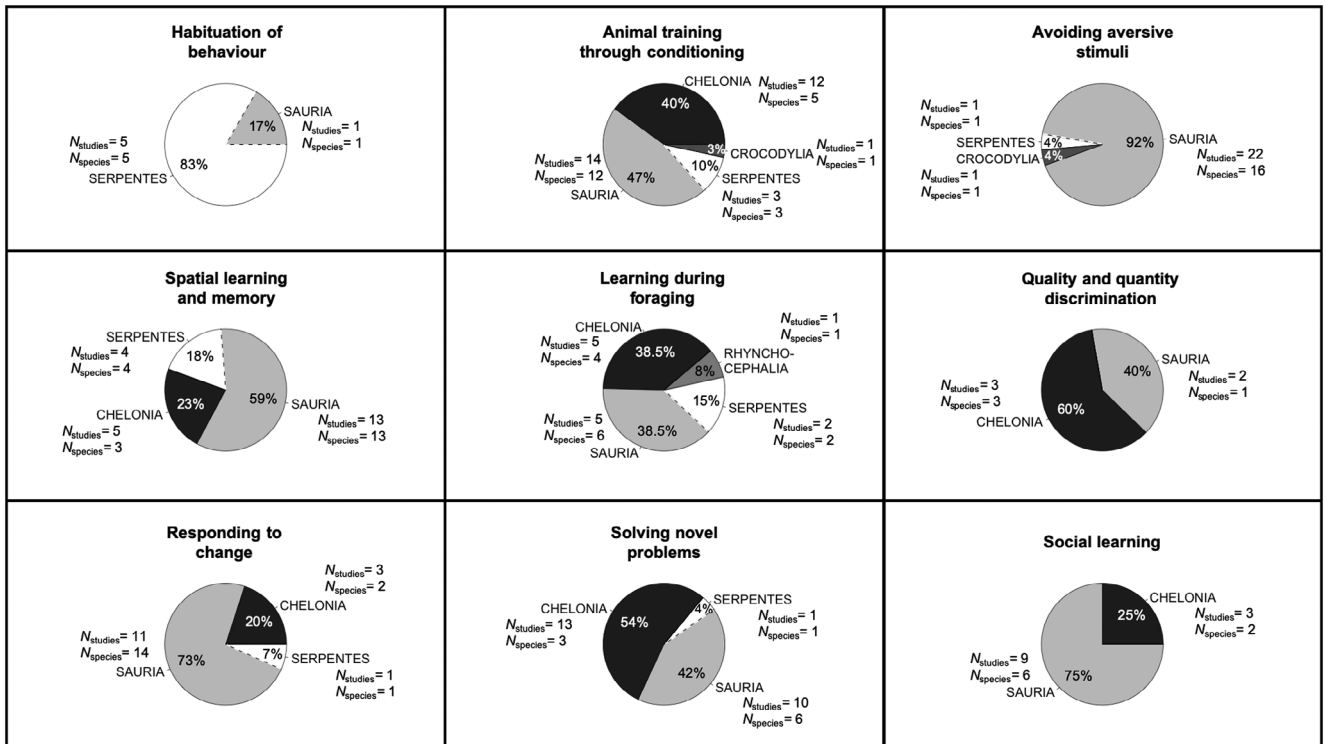 Habituation of
behaviour
SAURIA
17%
Nstudies= 1
Nspecies= 1
Nstudies= 5
Nspecies= 5
83%
SERPENTES
Animal training
through conditioning
CHELONIA
Nstudies= 12
Nspecies= 5
40%
3%
CROCODYLIA
Nstudies= 1
Nspecies= 1
10%
SERPENTES
Nstudies= 3
Nspecies= 3
Nstudies= 14
Nspecies= 12
47%
SAURIA
Avoiding aversive
stimuli
Nstudies= 1
Nspecies= 1
SERPENTES
4%
CROCODYLIA
4%
Nstudies= 1
Nspecies= 1
92%
SAURIA
Nstudies= 22
Nspecies= 16
Spatial learning
and memory
SERPENTES
Nstudies= 4
Nspecies= 4
18%
23%
CHELONIA
Nstudies= 5
Nspecies= 3
59%
SAURIA
Nstudies= 13
Nspecies= 13
Learning during
foraging
CHELONIA
Nstudies= 5
Nspecies= 4
38.5%
Nstudies= 1
Nspecies= 1
RHYNCHO-
CEPHALIA
8%
15%
SERPENTES
Nstudies= 2
Nspecies= 2
Nstudies= 5
Nspecies= 6
38.5%
SAURIA
Quality and quantity
discrimination
SAURIA
40%
Nstudies= 2
Nspecies= 1
Nstudies= 3
Nspecies= 3
60%
CHELONIA
Responding to
change
Nstudies= 3
Nspecies= 2
CHELONIA
20%
7%
SERPENTES
Nstudies= 1
Nspecies= 1
Nstudies= 11
Nspecies= 14
73%
SAURIA
Solving novel
problems
CHELONIA
Nstudies= 13
Nspecies= 3
54%
4%
SERPENTES
Nstudies= 1
Nspecies= 1
42%
SAURIA
Nstudies= 10
Nspecies= 6
Social learning
CHELONIA
25%
Nstudies= 3
Nspecies= 2
Nstudies= 9
Nspecies= 6
75%
SAURIA